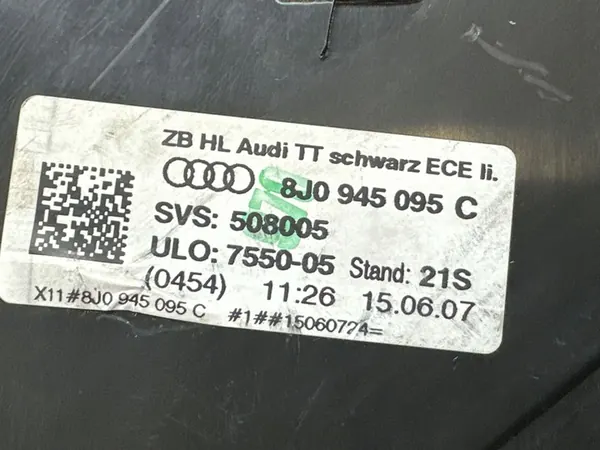 ZB HL Audi TT schwarz ECE li.
8J0 945 095 C
SVS: 508005
ULO: 7550-05 Stand: 21S
(0454) 11:26 15.06.07
X11#8J0 945 095 C #1##15060724=